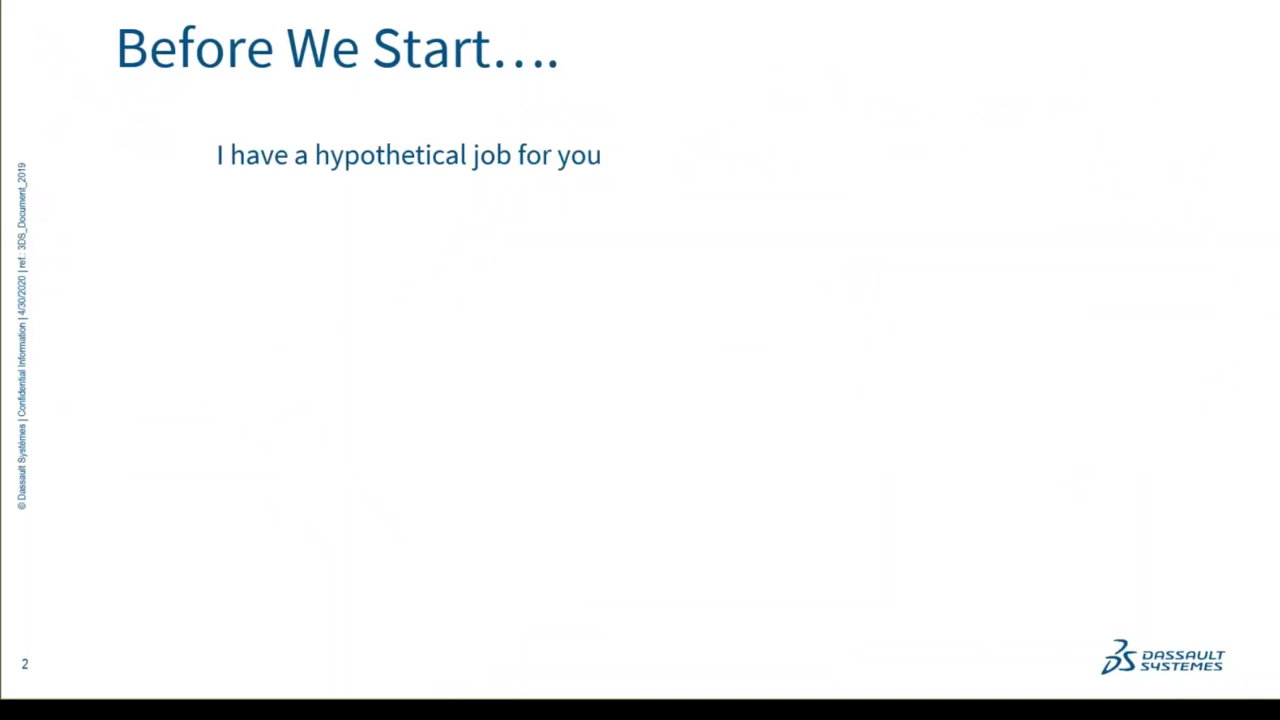 Before We Start….
I have a hypothetical job for you
© Dassault Systèmes | Confidential Information | 4/30/2020 | ref.: 3DS_Document_2019
2
DASSAULT
SYSTEMES